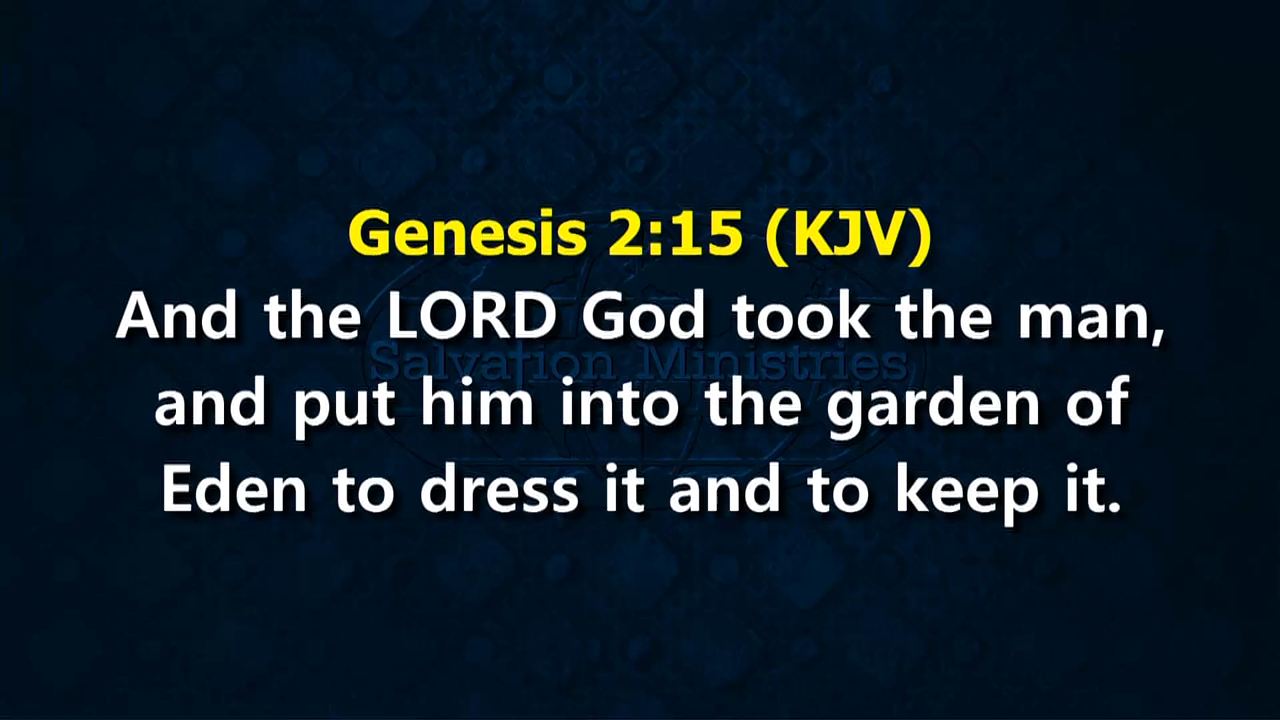 Genesis 2:15 (KJV)
And the LORD God took the man,
Salvation Ministries
and put him into the garden of
Eden to dress it and to keep it.